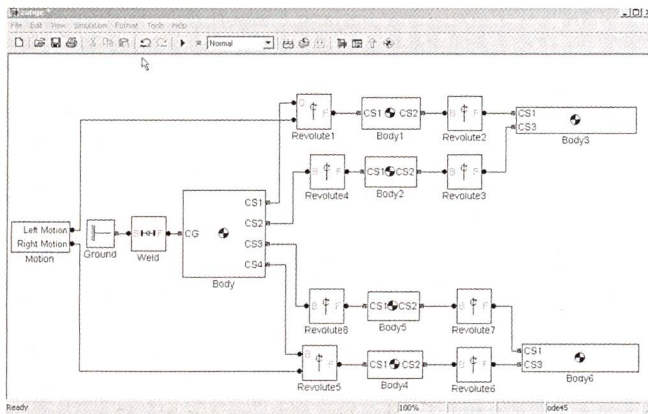 File Edit View Simulation Format Tools Help
Normal
B F
Revolute1
CS1 CS2
Body1
B F
Revolute2
CS1
CS3
Body3
B F
Revolute4
CS1 CS2
Body2
B F
Revolute3
Left Motion
Right Motion
Motion
Ground
B F
Weld
CG
CS1
CS2
CS3
CS4
Body
B F
Revolute8
CS1 CS2
Body5
B F
Revolute7
B F
Revolute5
CS1 CS2
Body4
B F
Revolute6
CS1
CS3
Body6
Ready
100%
ode45